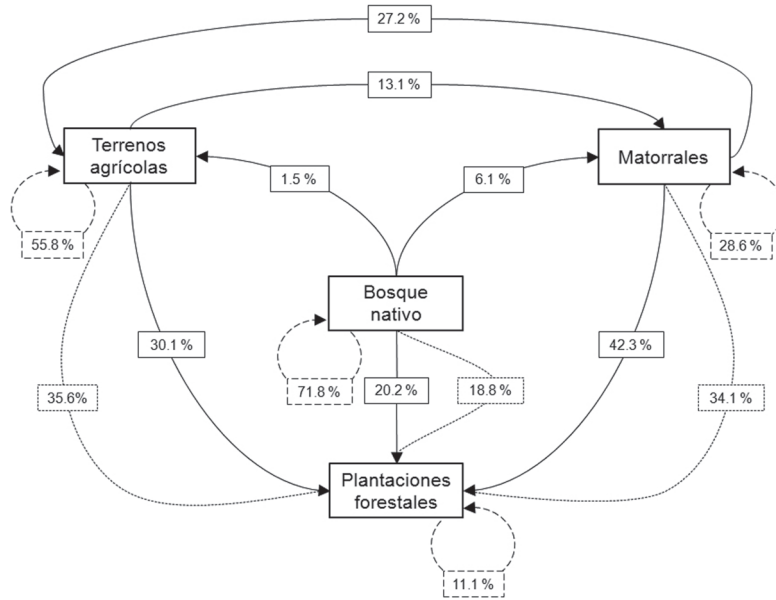 27.2 %
13.1 %
Terrenos
agrícolas
Matorrales
1.5 %
6.1 %
55.8 %
28.6 %
Bosque
nativo
30.1 %
42.3 %
71.8 %
20.2 %
18.8 %
35.6%
34.1 %
Plantaciones
forestales
11.1 %